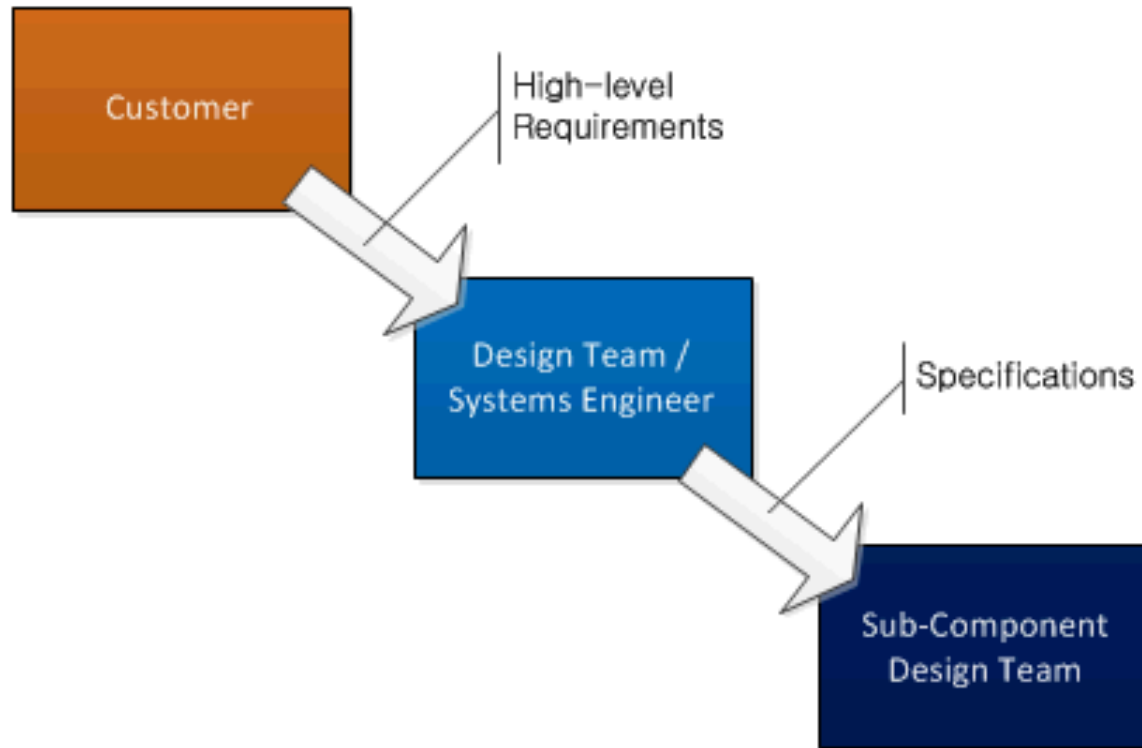 Customer
High-level
Requirements
Design Team /
Systems Engineer
Specifications
Sub-Component
Design Team